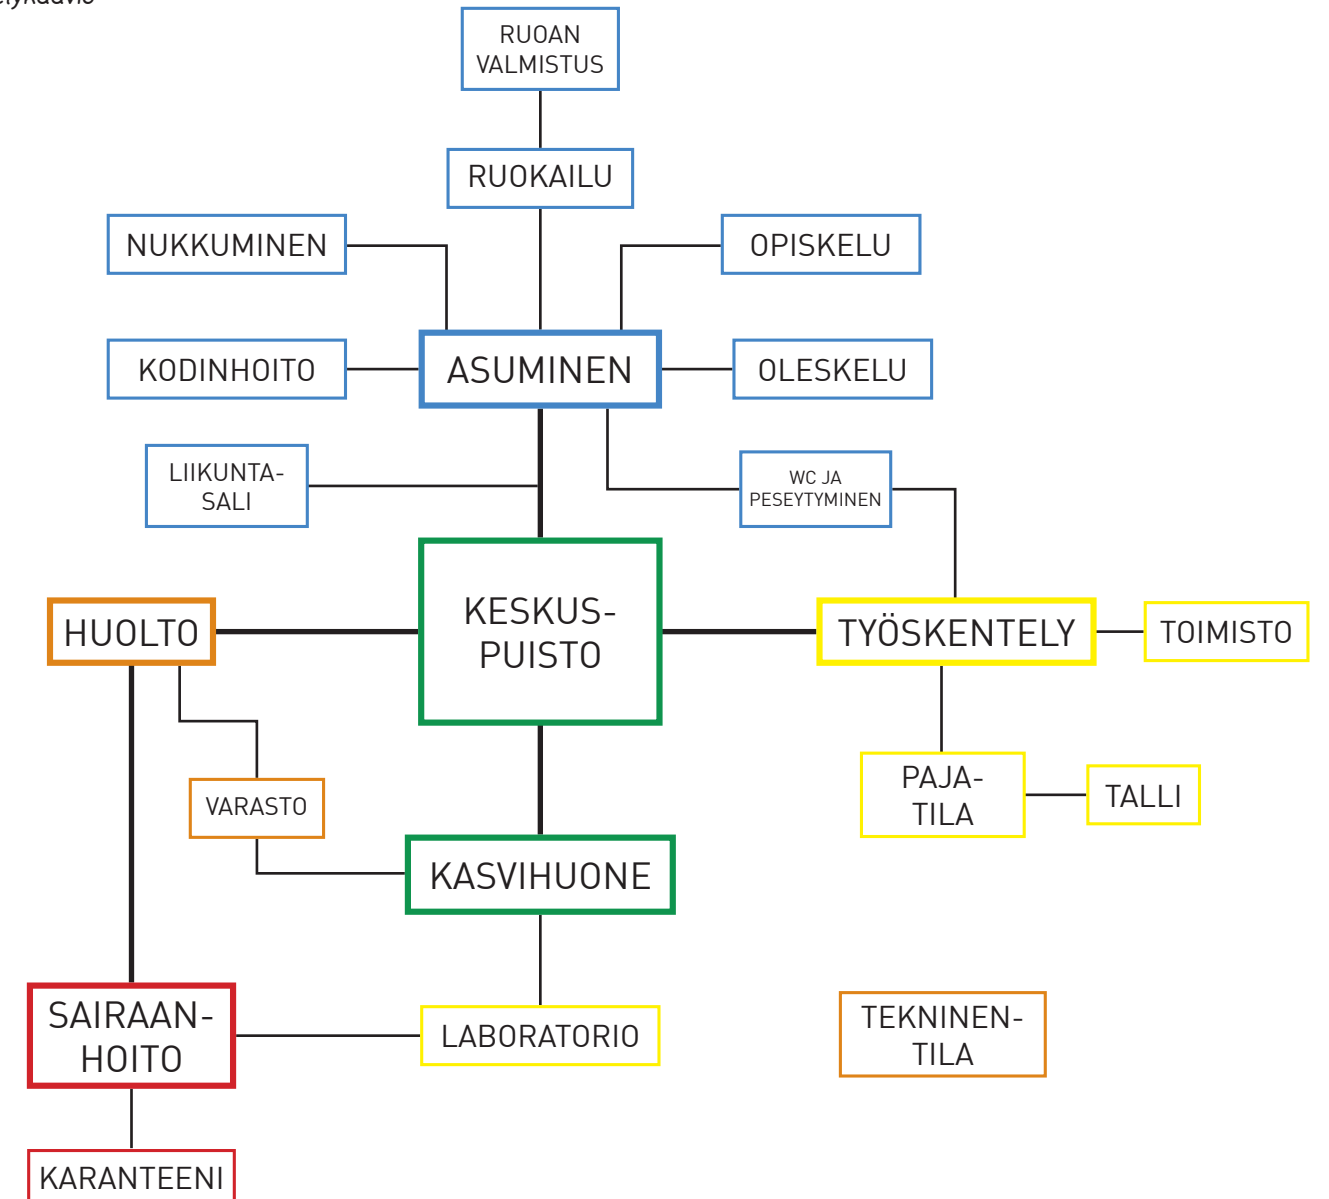 RUOAN
VALMISTUS
RUOKAILU
NUKKUMINEN
OPISKELU
KODINHOITO
ASUMINEN
OLESKELU
LIIKUNTA-
SALI
WC JA
PESEYTYMINEN
KESKUS-
PUISTO
HUOLTO
TYÖSKENTELY
TOIMISTO
PAJA-
TILA
TALLI
VARASTO
KASVIHUONE
SAIRAAN-
HOITO
LABORATORIO
TEKNINEN-
TILA
KARANTEENI